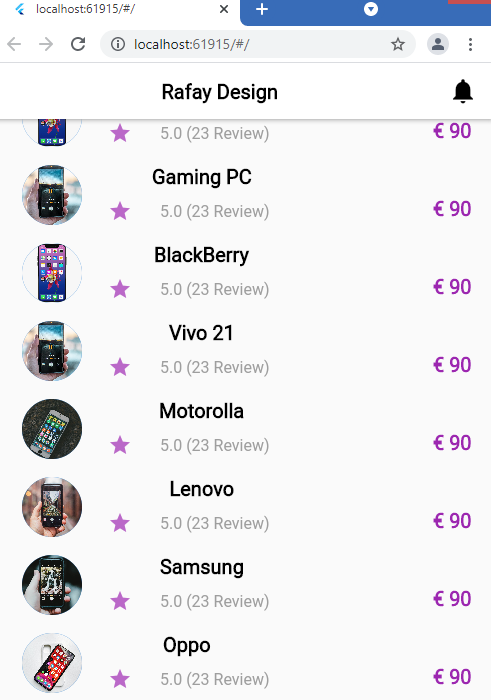 localhost:61915/#/
localhost:61915/#/
Rafay Design
5.0 (23 Review)
€ 90
Gaming PC
5.0 (23 Review)
€ 90
BlackBerry
5.0 (23 Review)
€ 90
Vivo 21
5.0 (23 Review)
€ 90
Motorolla
5.0 (23 Review)
€ 90
Lenovo
5.0 (23 Review)
€ 90
Samsung
5.0 (23 Review)
€ 90
Oppo
5.0 (23 Review)
€ 90